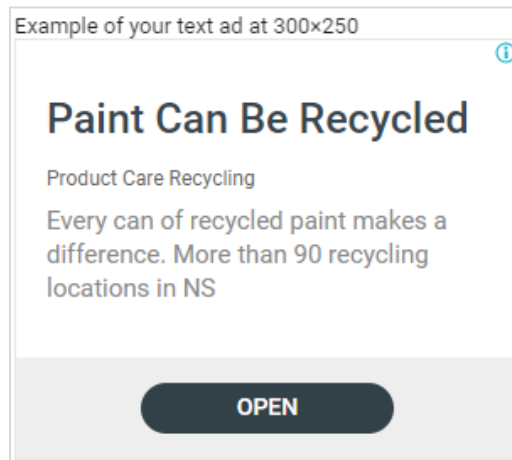 Example of your text ad at 300×250
Paint Can Be Recycled
Product Care Recycling
Every can of recycled paint makes a
difference. More than 90 recycling
locations in NS
OPEN